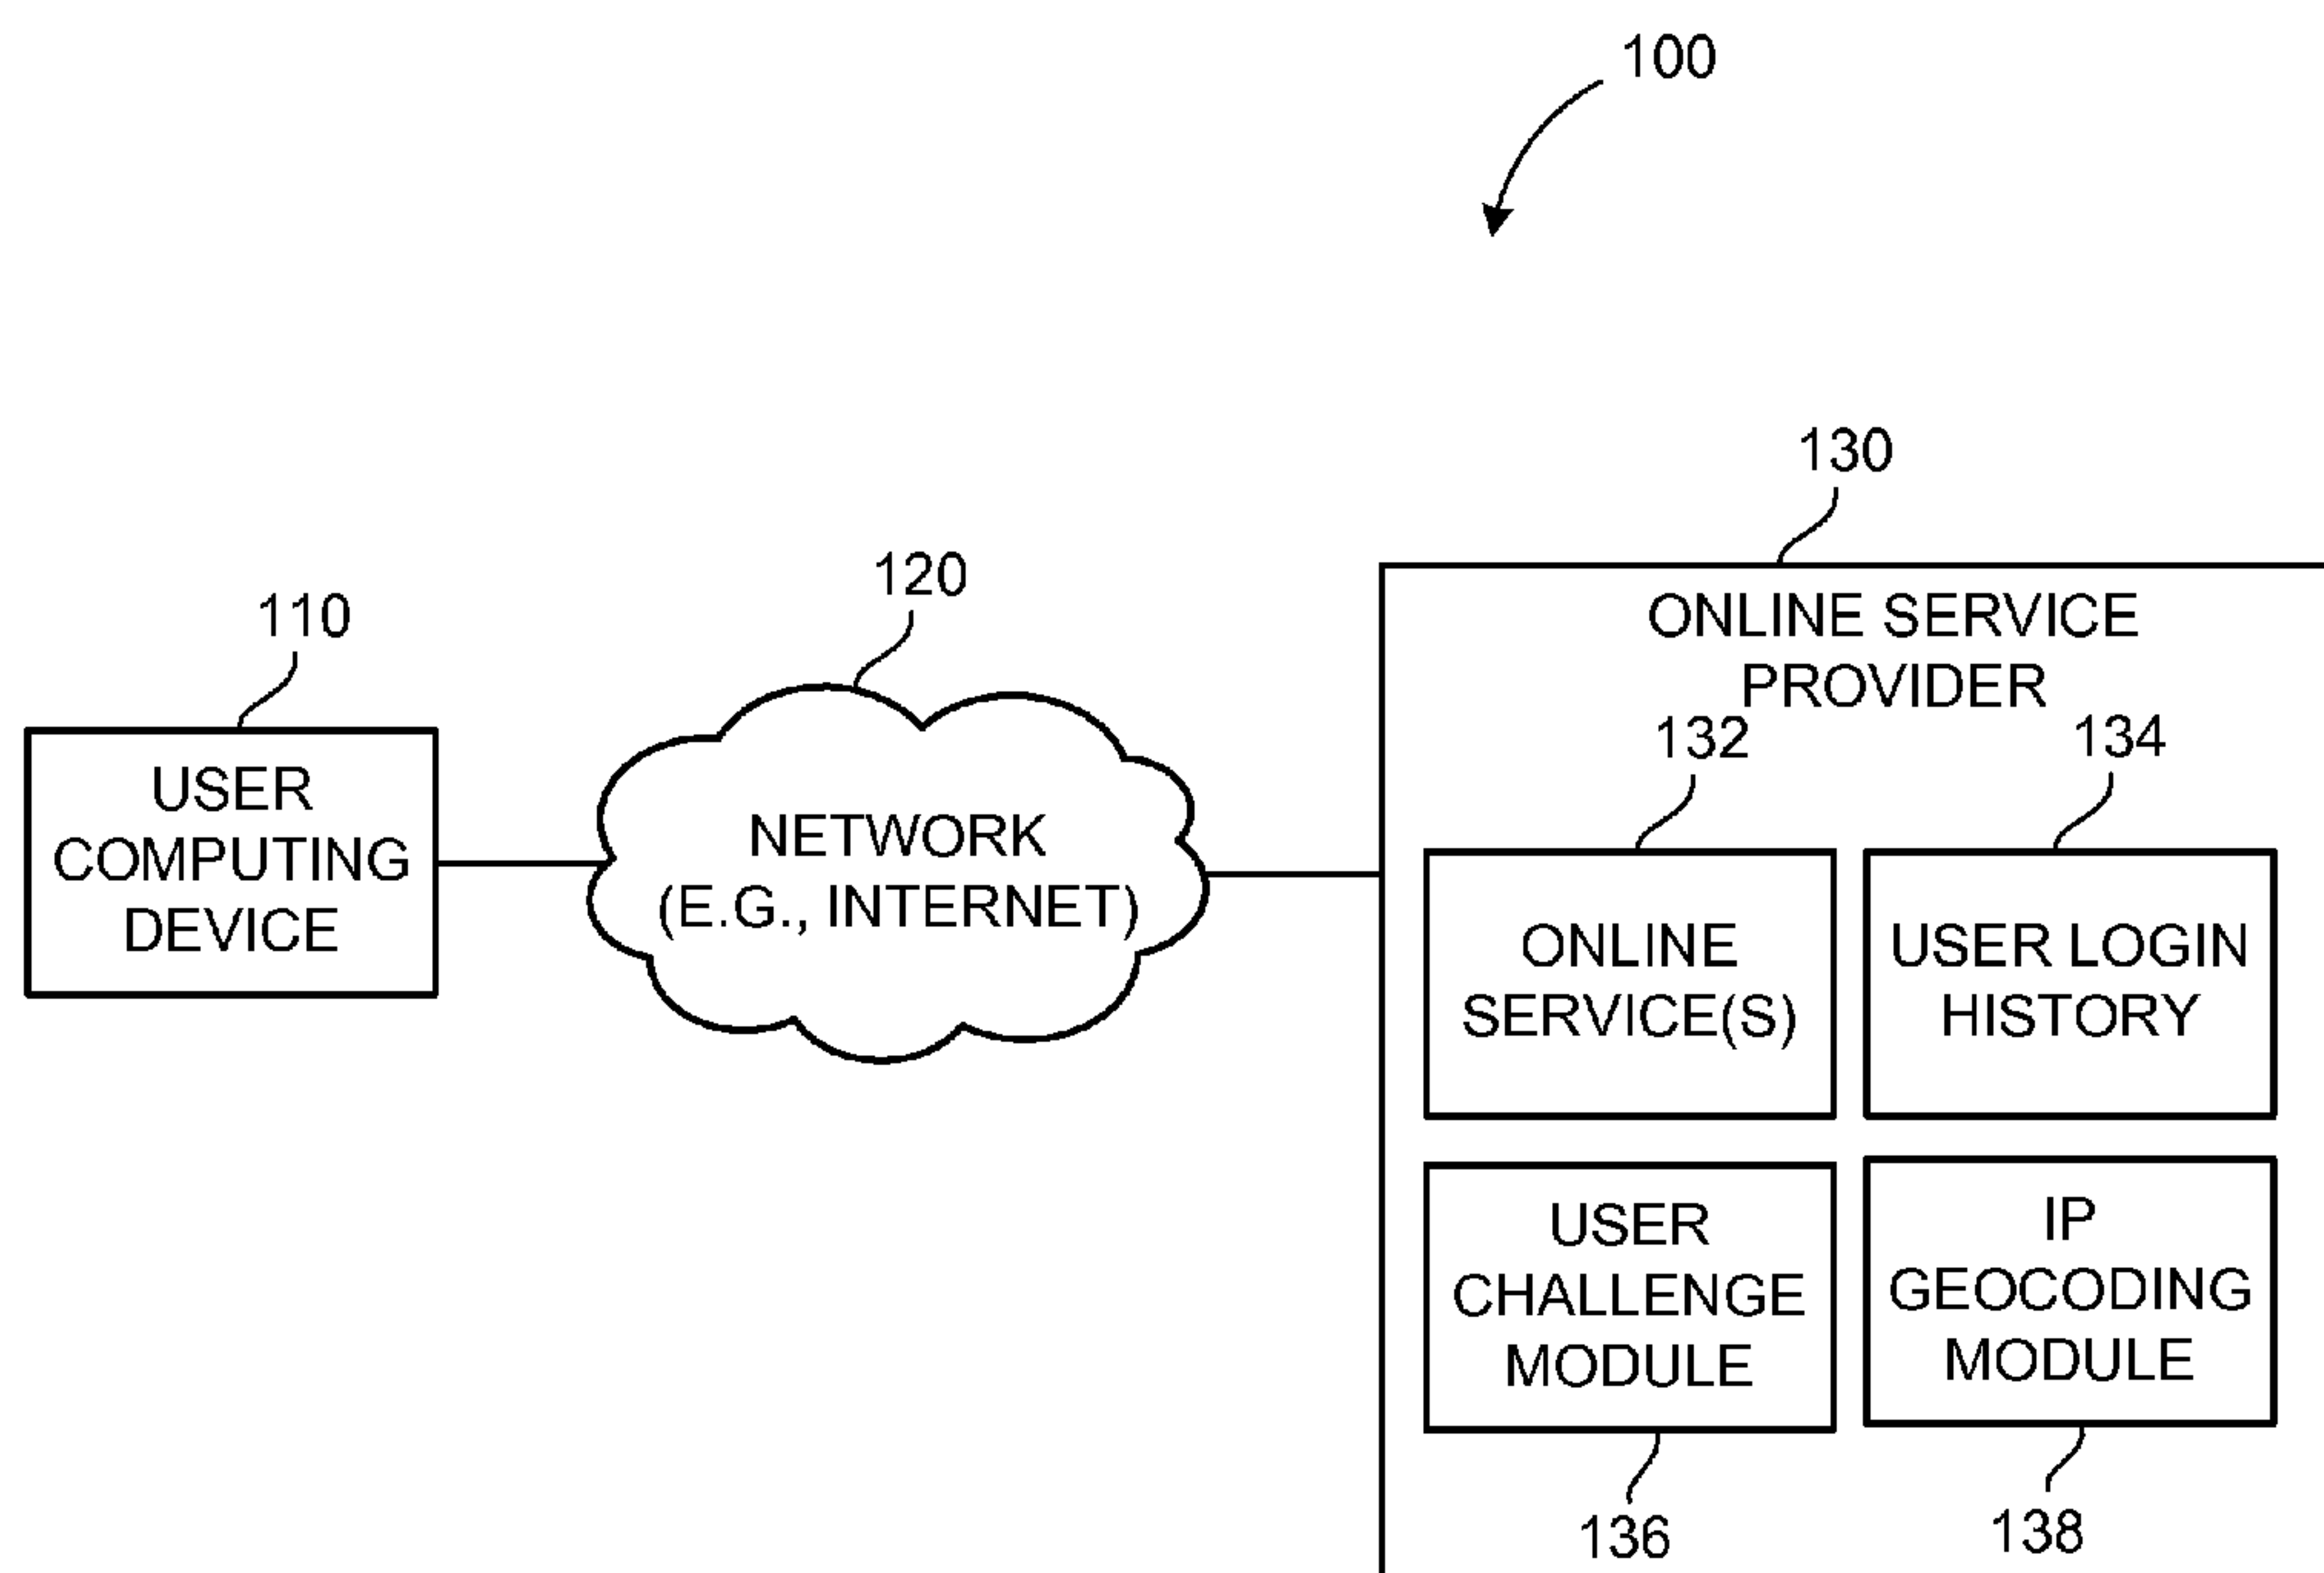 100
130
ONLINE SERVICE
PROVIDER
120
110
132
134
USER
COMPUTING
DEVICE
NETWORK
(E.G., INTERNET)
ONLINE
SERVICE(S)
USER LOGIN
HISTORY
USER
CHALLENGE
MODULE
IP
GEOCODING
MODULE
136
138